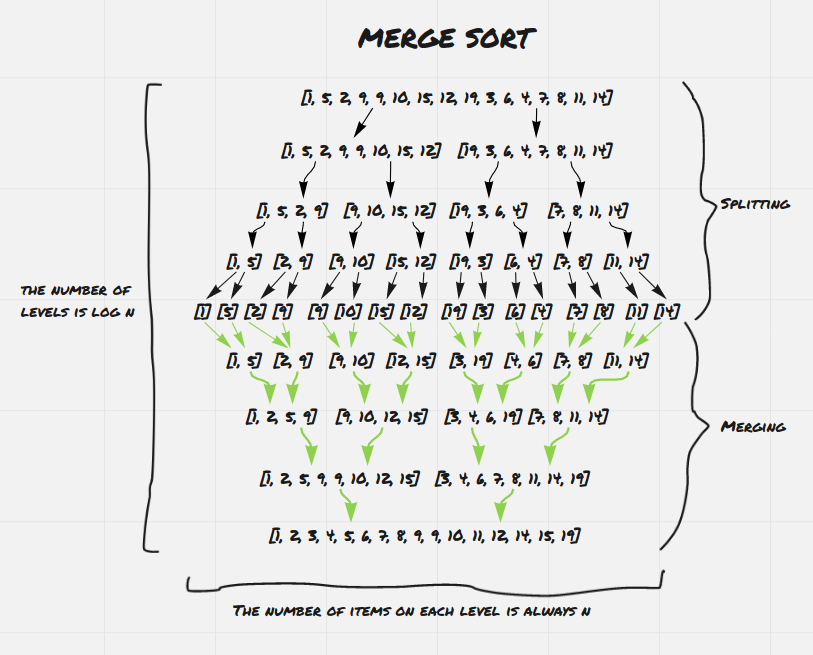 MERGE SORT
[1, 5, 2, 9, 9, 10, 15, 12, 19, 3, 6, 4, 7, 8, 11, 14]
[1, 5, 2, 9, 9, 10, 15, 12] [19, 3, 6, 4, 7, 8, 11, 14]
[1, 5, 2, 9] [9, 10, 15, 12] [19, 3, 6, 4] [7, 8, 11, 14]
SPLITTING
[1, 5] [2, 9] [9, 10] [15, 12] [19, 3] [6, 4] [7, 8] [11, 14]
THE NUMBER OF
LEVELS IS LOG N
[1] [5] [2] [9] [9] [10] [15] [12] [19] [3] [6] [4] [7] [8] [11] [14]
[1, 5] [2, 9] [9, 10] [12, 15] [3, 19] [4, 6] [7, 8] [11, 14]
[1, 2, 5, 9] [9, 10, 12, 15] [3, 4, 6, 19] [7, 8, 11, 14]
MERGING
[1, 2, 5, 9, 9, 10, 12, 15] [3, 4, 6, 7, 8, 11, 14, 19]
[1, 2, 3, 4, 5, 6, 7, 8, 9, 9, 10, 11, 12, 14, 15, 19]
THE NUMBER OF ITEMS ON EACH LEVEL IS ALWAYS N